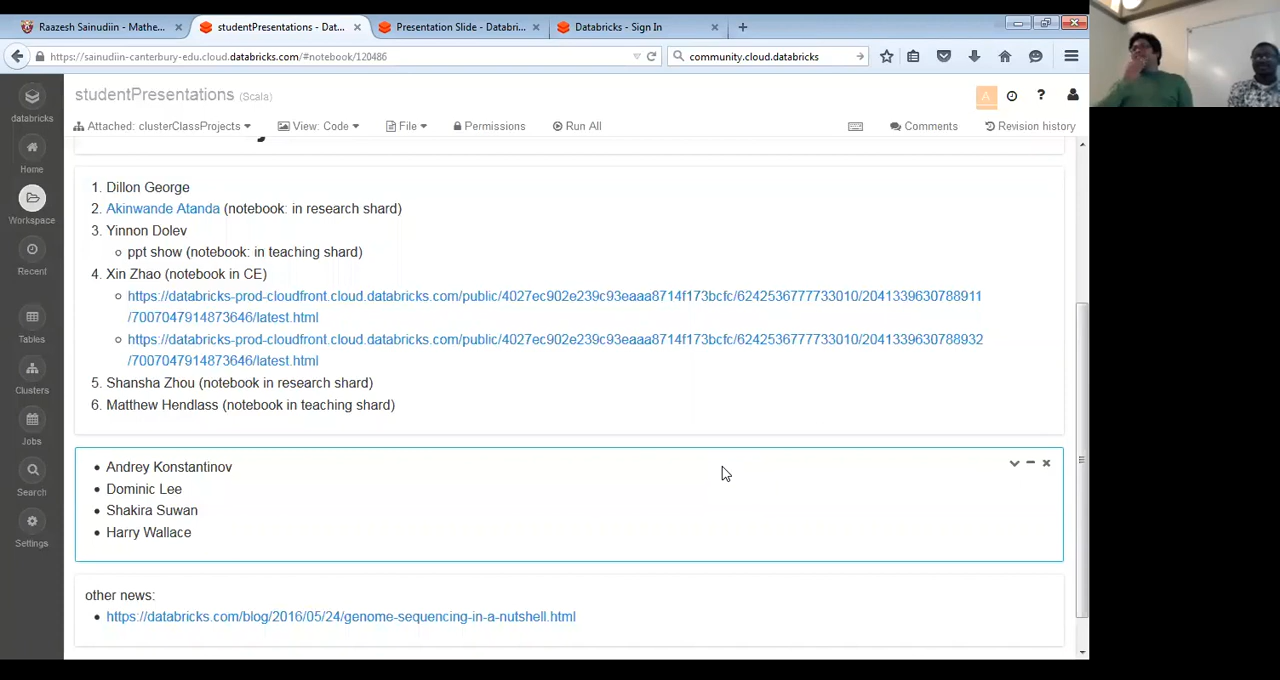 Raazesh Sainudiin - Mathe...
studentPresentations - Dat...
Presentation Slide - Databri...
Databricks - Sign In
https://sainudiin-canterbury-edu.cloud.databricks.com/#notebook/120486
community.cloud.databricks
studentPresentations (Scala)
A
?
Attached: clusterClassProjects
View: Code
File
Permissions
Run All
Comments
Revision history
databricks
Home
Workspace
Recent
Tables
Clusters
Jobs
Search
Settings
1. Dillon George
2. Akinwande Atanda (notebook: in research shard)
3. Yinnon Dolev
ppt show (notebook: in teaching shard)
4. Xin Zhao (notebook in CE)
https://databricks-prod-cloudfront.cloud.databricks.com/public/4027ec902e239c93eaaa8714f173bcfc/6242536777733010/2041339630788911
/7007047914873646/latest.html
https://databricks-prod-cloudfront.cloud.databricks.com/public/4027ec902e239c93eaaa8714f173bcfc/6242536777733010/2041339630788932
/7007047914873646/latest.html
5. Shansha Zhou (notebook in research shard)
6. Matthew Hendlass (notebook in teaching shard)
Andrey Konstantinov
Dominic Lee
Shakira Suwan
Harry Wallace
other news:
https://databricks.com/blog/2016/05/24/genome-sequencing-in-a-nutshell.html